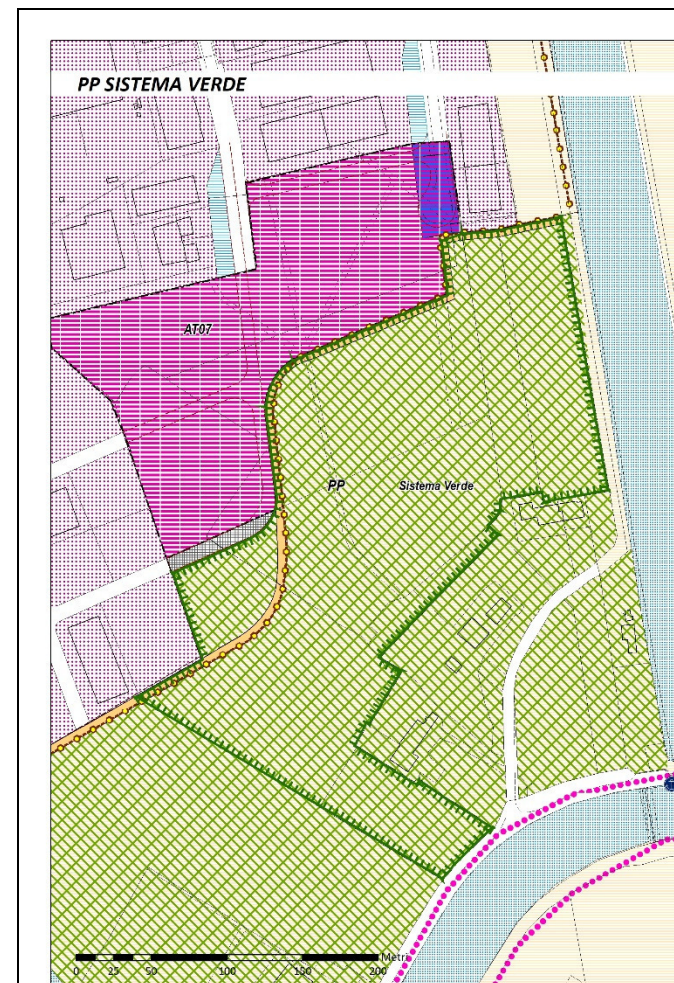 PP SISTEMA VERDE
AT07
PP Sistema Verde
Metri
0 25 50 100 150 200